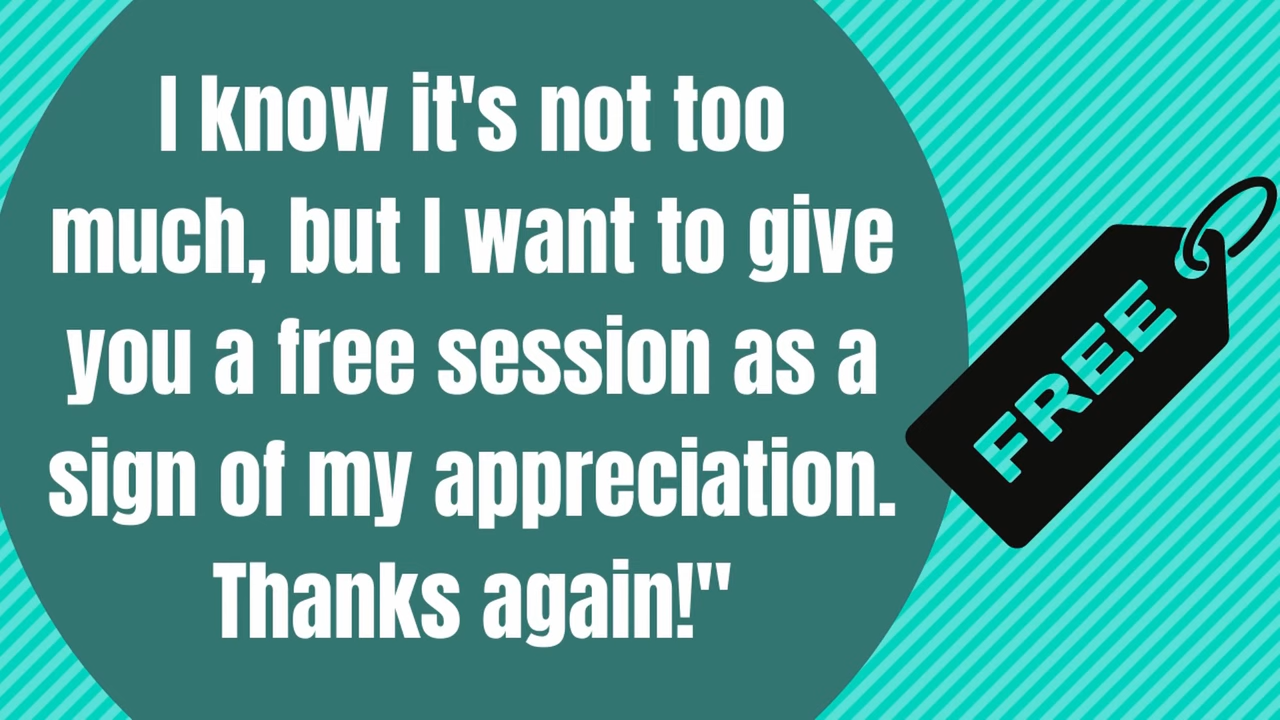 I know it's not too
much, but I want to give
you a free session as a
sign of my appreciation.
Thanks again!"
FREE